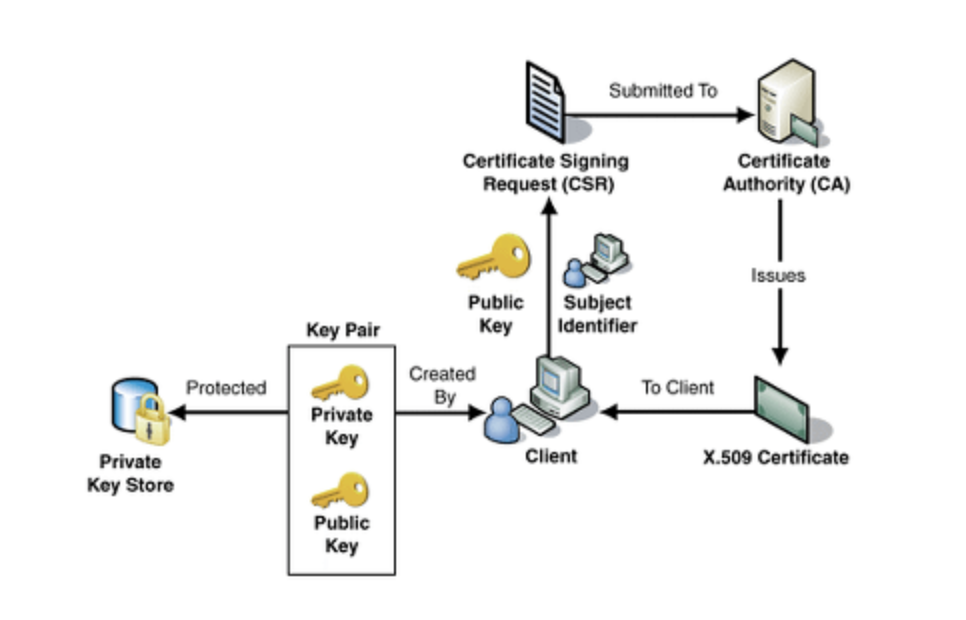 Submitted To
Certificate Signing
Request (CSR)
Certificate
Authority (CA)
Issues
Public
Key
Subject
Identifier
Key Pair
Protected
Private
Key
Created
By
To Client
Private
Key Store
Client
X.509 Certificate
Public
Key